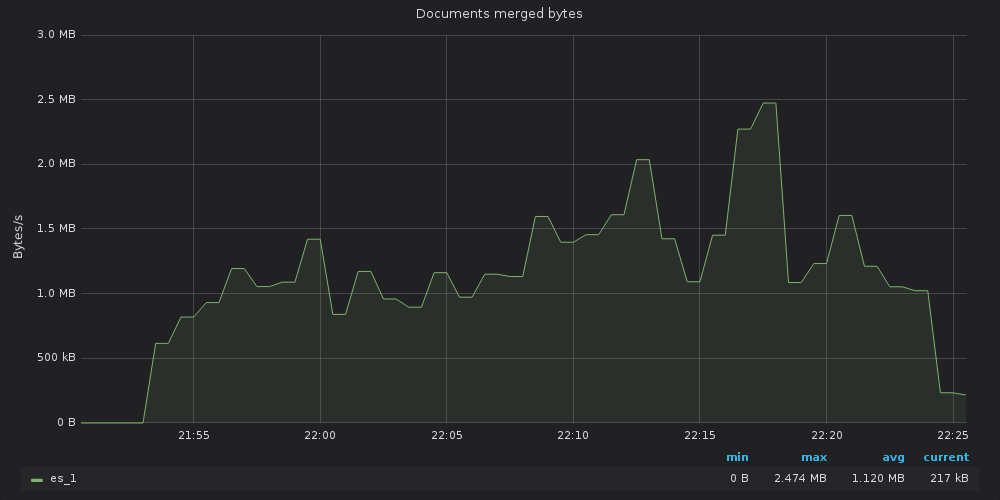 Documents merged bytes
3.0 MB
2.5 MB
2.0 MB
1.5 MB
1.0 MB
500 kB
0 B
Bytes/s
21:55 22:00 22:05 22:10 22:15 22:20 22:25
min max avg current
es_1 0 B 2.474 MB 1.120 MB 217 kB